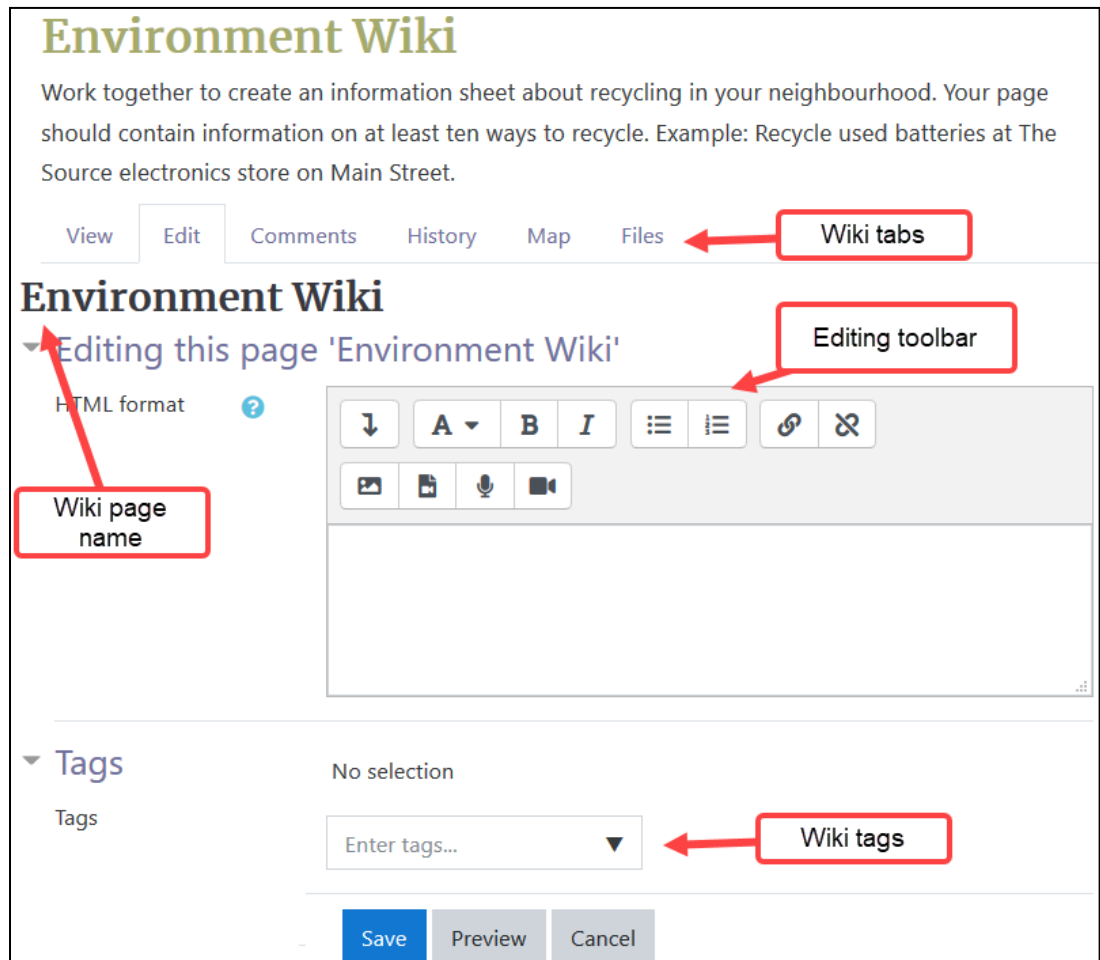 Environment Wiki
Work together to create an information sheet about recycling in your neighbourhood. Your page
should contain information on at least ten ways to recycle. Example: Recycle used batteries at The
Source electronics store on Main Street.
View Edit Comments History Map Files
Wiki tabs
Environment Wiki
Editing toolbar
Editing this page 'Environment Wiki'
HTML format ?
A B I
Wiki page
name
Tags
No selection
Tags
Enter tags...
Wiki tags
Save Preview Cancel